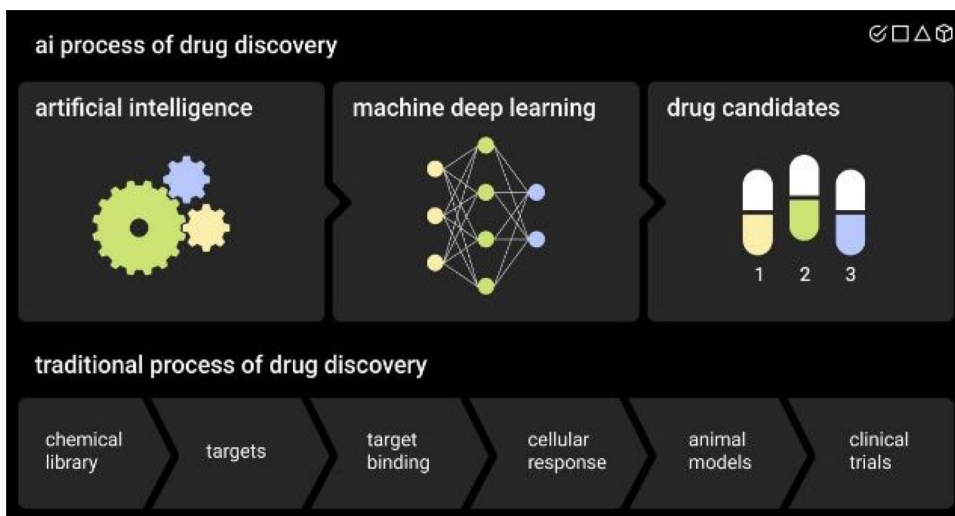 ai process of drug discovery
artificial intelligence
machine deep learning
drug candidates
1 2 3
traditional process of drug discovery
chemical
library
targets
target
binding
cellular
response
animal
models
clinical
trials